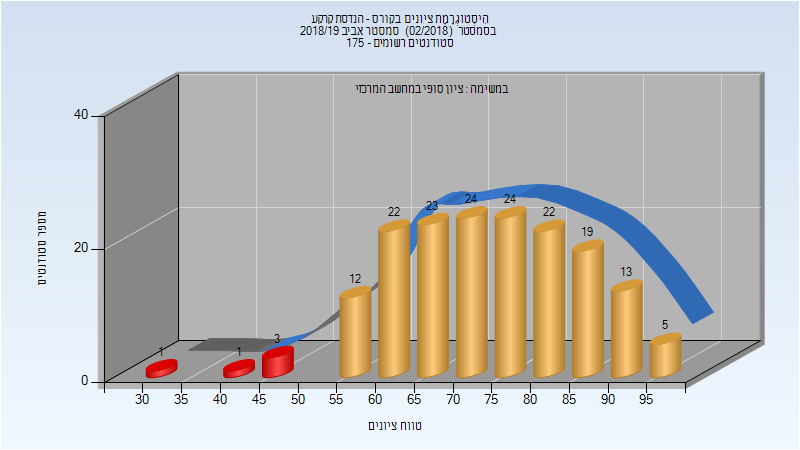 היסטוגרמת ציונים בקורס - הנדסת קרקע
בסמסטר (02/2018) סמסטר אביב 2018/19
סטודנטים רשומים - 175
במשימה : ציון סופי במחשב המרכזי
מספר סטודנטים
40
20
0
1
1
3
12
22
23
24
24
22
19
13
5
30 35 40 45 50 55 60 65 70 75 80 85 90 95
טווח ציונים